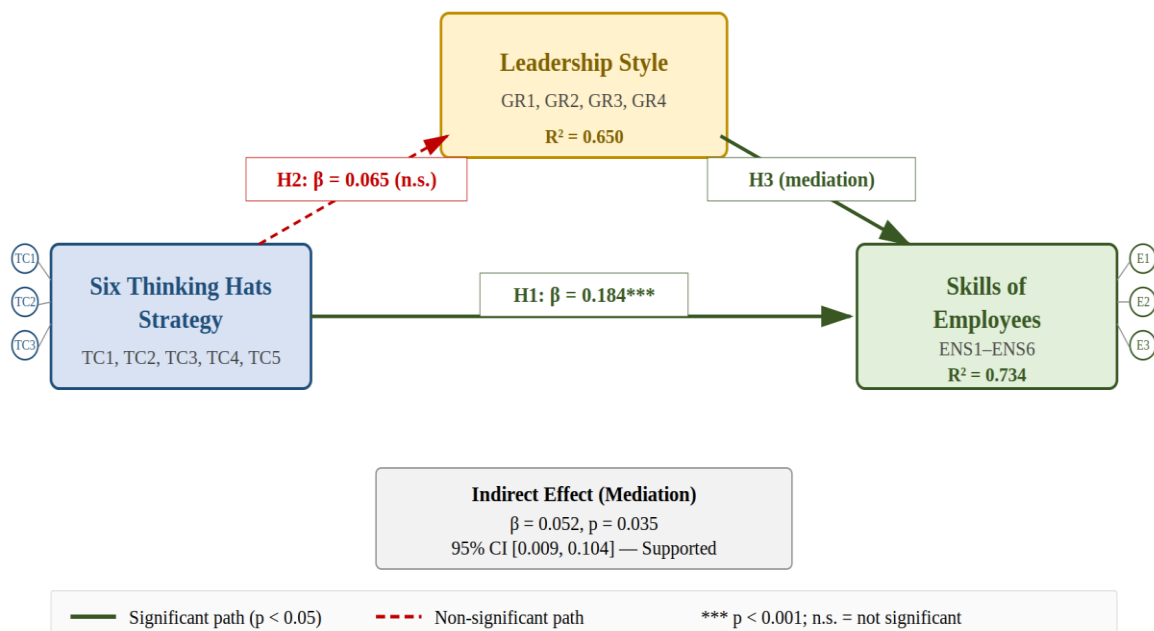 Leadership Style
GR1, GR2, GR3, GR4
R² = 0.650
H2: β = 0.065 (n.s.)
H3 (mediation)
TC1
TC2
TC3
Six Thinking Hats
Strategy
TC1, TC2, TC3, TC4, TC5
H1: β = 0.184***
Skills of
Employees
ENS1–ENS6
R² = 0.734
E1
E2
E3
Indirect Effect (Mediation)
β = 0.052, p = 0.035
95% CI [0.009, 0.104] — Supported
Significant path (p < 0.05)
Non-significant path
*** p < 0.001; n.s. = not significant